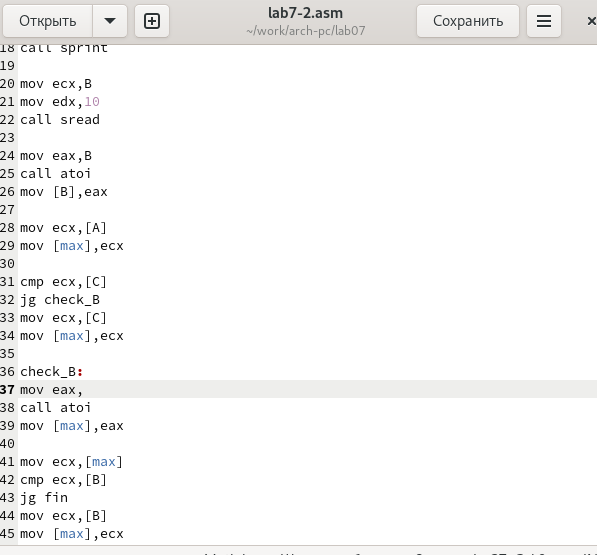 Открыть
lab7-2.asm
~/work/arch-pc/lab07
Сохранить
18 call sprint
19
20 mov ecx,B
21 mov edx,10
22 call sread
23
24 mov eax,B
25 call atoi
26 mov [B],eax
27
28 mov ecx,[A]
29 mov [max],ecx
30
31 cmp ecx,[C]
32 jg check_B
33 mov ecx,[C]
34 mov [max],ecx
35
36 check_B:
37 mov eax,
38 call atoi
39 mov [max],eax
40
41 mov ecx,[max]
42 cmp ecx,[B]
43 jg fin
44 mov ecx,[B]
45 mov [max],ecx